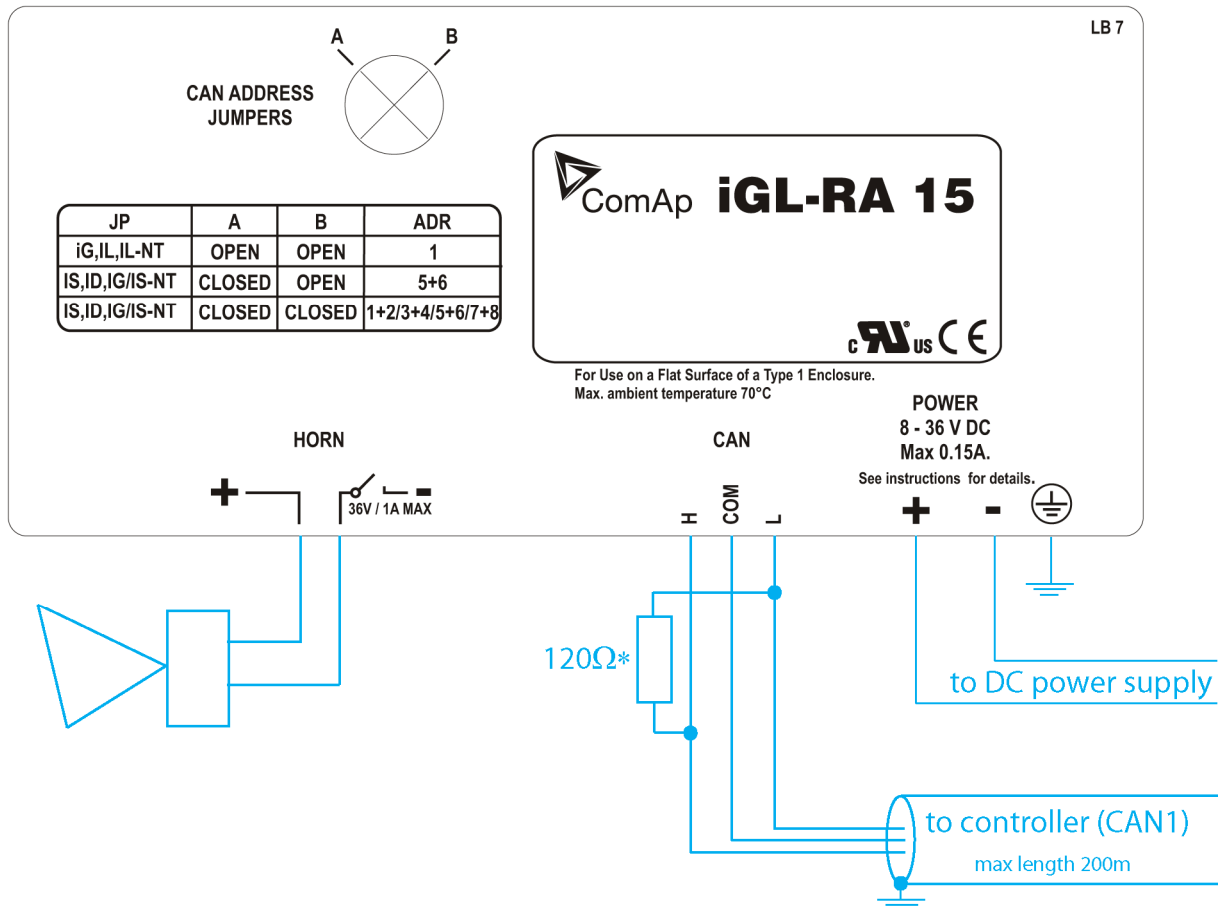 LB 7
A B
CAN ADDRESS
JUMPERS
ComAp iGL-RA 15
JP A B ADR
iG,IL,IL-NT OPEN OPEN 1
IS,ID,IG/IS-NT CLOSED OPEN 5+6
IS,ID,IG/IS-NT CLOSED CLOSED 1+2/3+4/5+6/7+8
c RU ® US CE
For Use on a Flat Surface of a Type 1 Enclosure.
Max. ambient temperature 70°C
POWER
8 - 36 V DC
Max 0.15A.
See instructions for details.
+ -
HORN
+ -
36V / 1A MAX
CAN
H COM L
120Ω*
to DC power supply
to controller (CAN1)
max length 200m